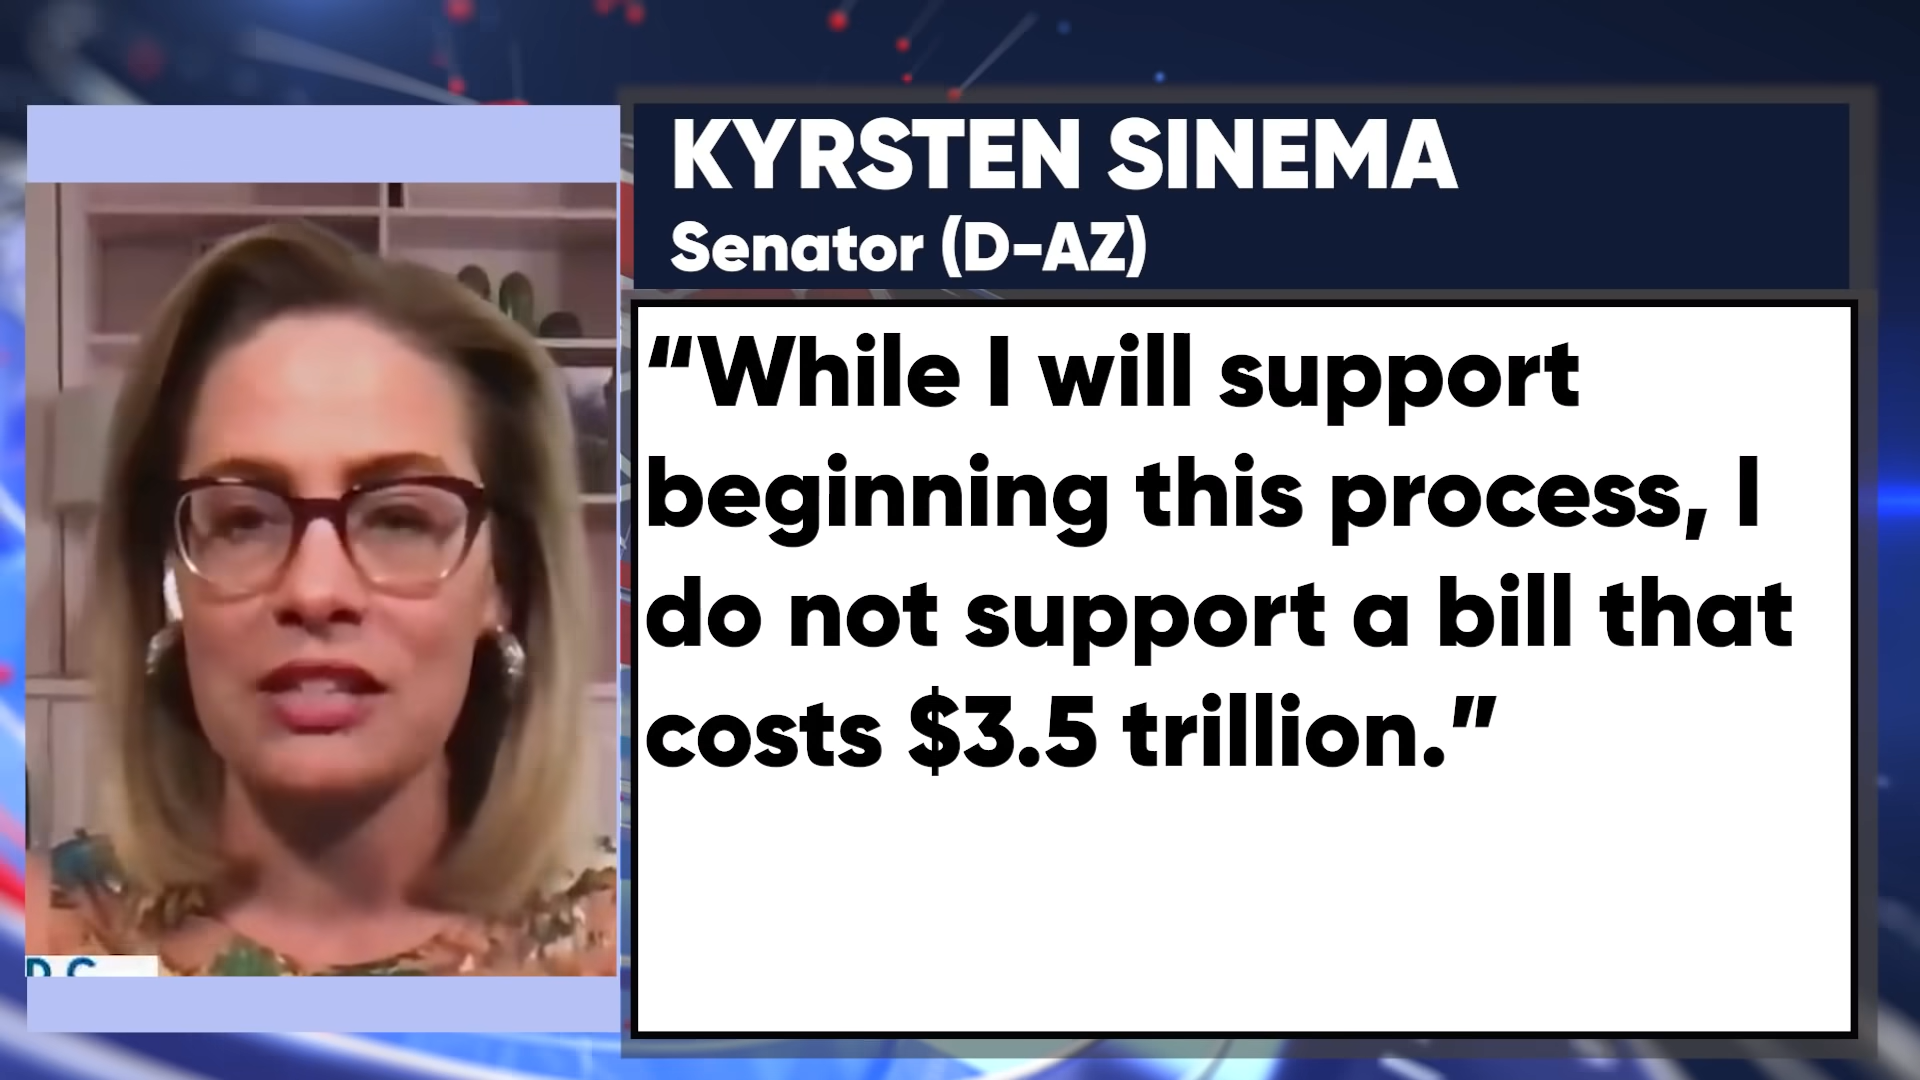 KYRSTEN SINEMA
Senator (D-AZ)
“While I will support
beginning this process, I
do not support a bill that
costs $3.5 trillion.”
D.C.